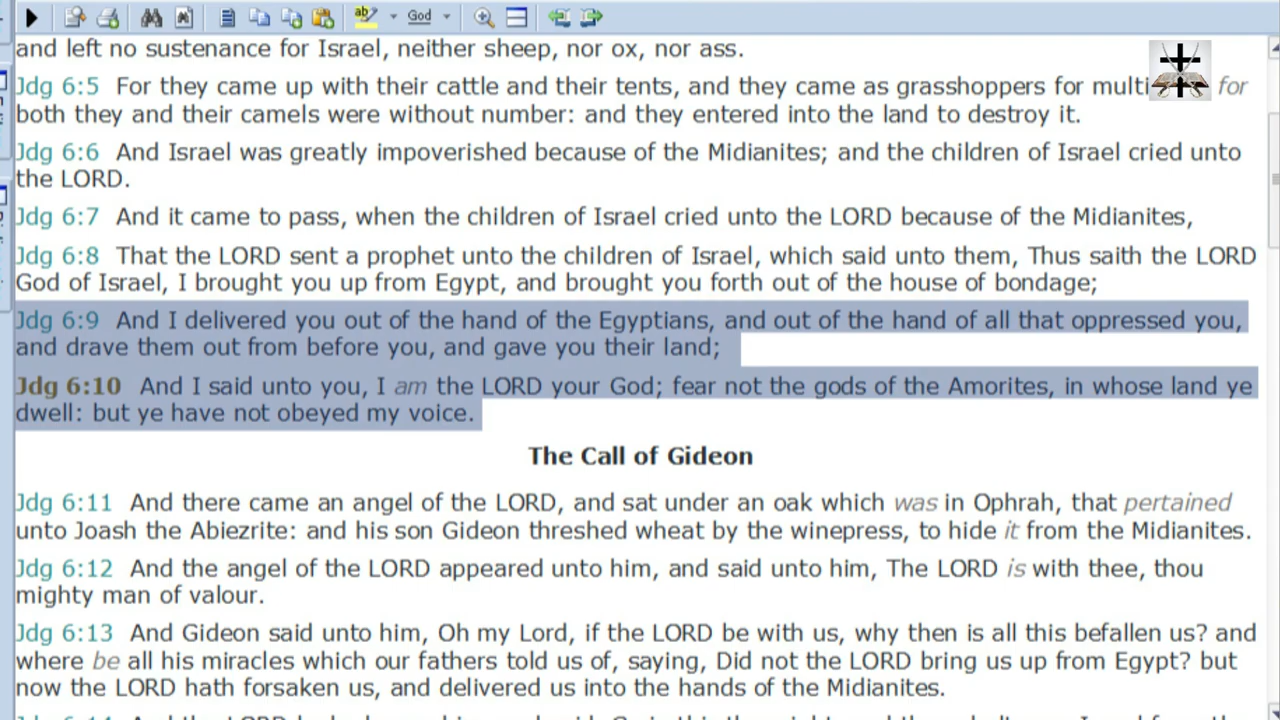 God
and left no sustenance for Israel, neither sheep, nor ox, nor ass.
Jdg 6:5 For they came up with their cattle and their tents, and they came as grasshoppers for multi for
both they and their camels were without number: and they entered into the land to destroy it.
Jdg 6:6 And Israel was greatly impoverished because of the Midianites; and the children of Israel cried unto
the LORD.
Jdg 6:7 And it came to pass, when the children of Israel cried unto the LORD because of the Midianites,
Jdg 6:8 That the LORD sent a prophet unto the children of Israel, which said unto them, Thus saith the LORD
God of Israel, I brought you up from Egypt, and brought you forth out of the house of bondage;
Jdg 6:9 And I delivered you out of the hand of the Egyptians, and out of the hand of all that oppressed you,
and drave them out from before you, and gave you their land;
Jdg 6:10 And I said unto you, I am the LORD your God; fear not the gods of the Amorites, in whose land ye
dwell: but ye have not obeyed my voice.
The Call of Gideon
Jdg 6:11 And there came an angel of the LORD, and sat under an oak which was in Ophrah, that pertained
unto Joash the Abiezrite: and his son Gideon threshed wheat by the winepress, to hide it from the Midianites.
Jdg 6:12 And the angel of the LORD appeared unto him, and said unto him, The LORD is with thee, thou
mighty man of valour.
Jdg 6:13 And Gideon said unto him, Oh my Lord, if the LORD be with us, why then is all this befallen us? and
where be all his miracles which our fathers told us of, saying, Did not the LORD bring us up from Egypt? but
now the LORD hath forsaken us, and delivered us into the hands of the Midianites.